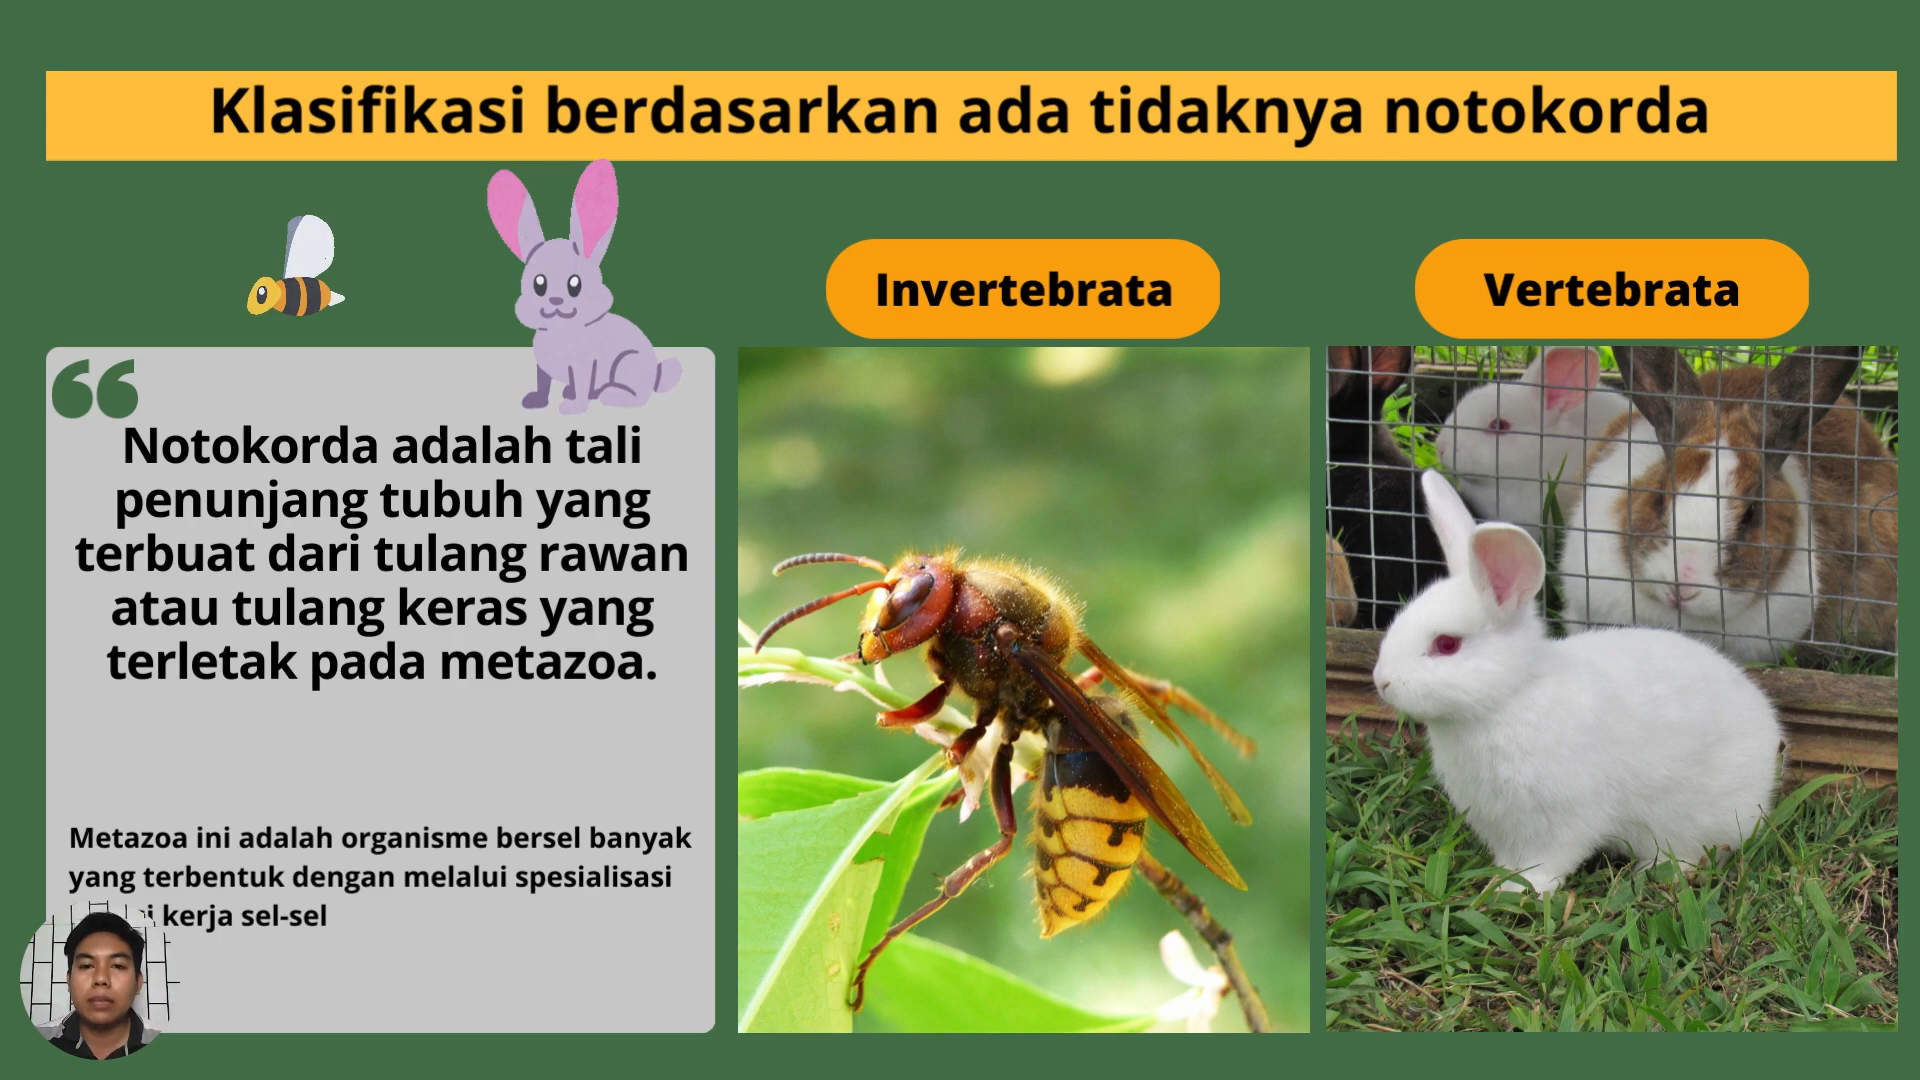 Klasifikasi berdasarkan ada tidaknya notokorda
Invertebrata
Vertebrata
Notokorda adalah tali
penunjang tubuh yang
terbuat dari tulang rawan
atau tulang keras yang
terletak pada metazoa.
Metazoa ini adalah organisme bersel banyak
yang terbentuk dengan melalui spesialisasi
kerja sel-sel